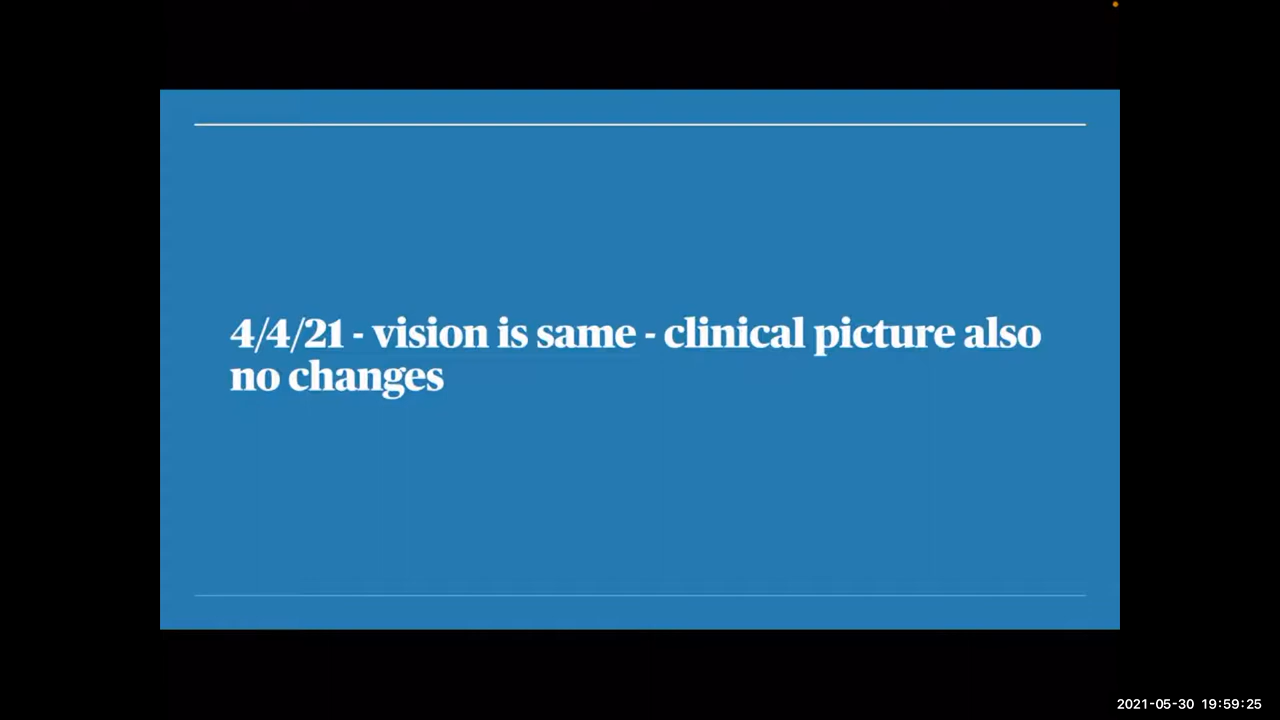 4/4/21 - vision is same - clinical picture also
no changes
2021-05-30 19:59:25